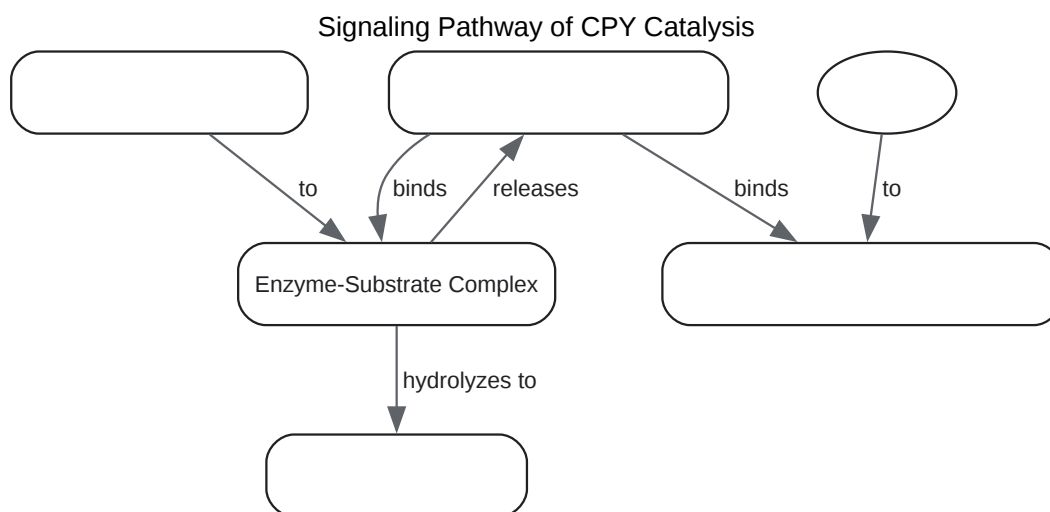 Signaling Pathway of CPY Catalysis
to
binds
releases
binds
to
Enzyme-Substrate Complex
hydrolyzes to